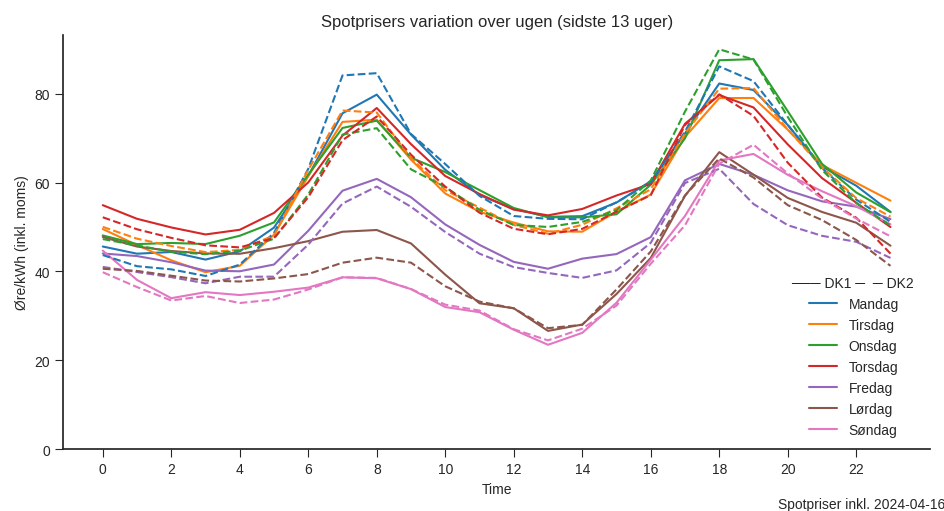 Spotprisers variation over ugen (sidste 13 uger)
Øre/kWh (inkl. moms)
80
60
40
20
0
DK1 DK2
Mandag
Tirsdag
Onsdag
Torsdag
Fredag
Lørdag
Søndag
0 2 4 6 8 10 12 14 16 18 20 22
Time
Spotpriser inkl. 2024-04-16